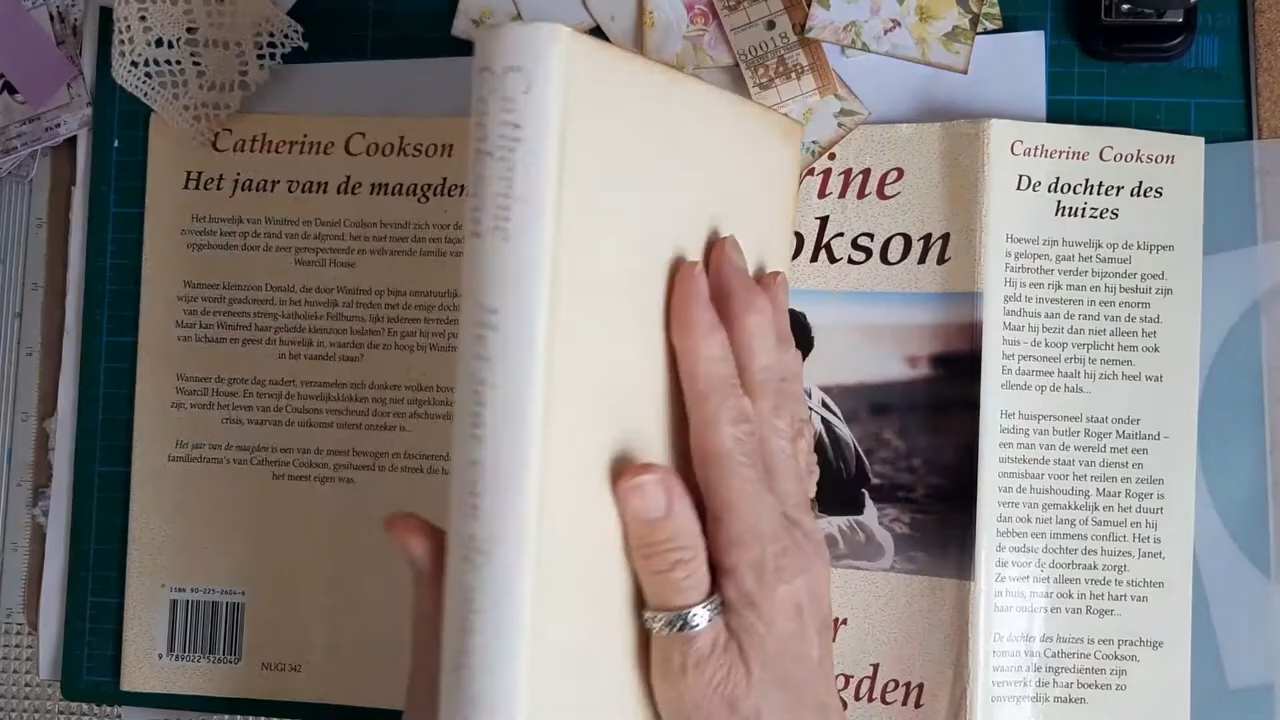 Catherine Cookson
Het jaar van de maagden
Het huwelijk van Winifred en Daniel Coulson bevindt zich voor de
zoveelste keer op de rand van de afgrond, het is niet meer dan een façad
opgehouden door de zeer gerespecteerde en welvarende familie van
Wearcill House.
Wanneer kleinzoon Donald, die door Winifred op bijna onnatuurlijk
wijze wordt geadoreerd, in het huwelijk zal treden met de enige docht
van de eveneens streng-katholieke Fellburns, lijkt iedereen tevreden
Maar kan Winifred haar geliefde kleinzoon loslaten? En gaat hij wel pu
van lichaam en geest dit huwelijk in, waarden die zo hoog bij Winifre
in het vaandel staan?
Wanneer de grote dag nadert, verzamelen zich donkere wolken bove
Wearcill House. En terwijl de huwelijksklokken nog niet uitgeklonke
zijn, wordt het leven van de Coulsons verscheurd door een afschuweli
crisis, waarvan de uitkomst uiterst onzeker is...
Het jaar van de maagden is een van de meest bewogen en fascinerend
familiedrama's van Catherine Cookson, gesitueerd in de streek die ha
het meest eigen was.
ISBN 90-225-2604-6
9 789022 526040
NUGI 342
Catherine
Cookson
Het jaar van de
80018
rine
okson
r
gden
Catherine Cookson
De dochter des
huizes
Hoewel zijn huwelijk op de klippen
is gelopen, gaat het Samuel
Fairbrother verder bijzonder goed.
Hij is een rijk man en hij besluit zijn
geld te investeren in een enorm
landhuis aan de rand van de stad.
Maar hij bezit dan niet alleen het
huis – de koop verplicht hem ook
het personeel erbij te nemen.
En daarmee haalt hij zich heel wat
ellende op de hals...
Het huispersoneel staat onder
leiding van butler Roger Maitland –
een man van de wereld met een
uitstekende staat van dienst en
onmisbaar voor het reilen en zeilen
van de huishouding. Maar Roger is
verre van gemakkelijk en het duurt
dan ook niet lang of Samuel en hij
hebben een immens conflict. Het is
de oudste dochter des huizes, Janet,
die voor de doorbraak zorgt.
Ze weet niet alleen vrede te stichten
in huis, maar ook in het hart van
haar ouders en van Roger...
De dochter des huizes is een prachtige
roman van Catherine Cookson,
waarin alle ingrediënten zijn
verwerkt die haar boeken zo
onvergetelijk maken.